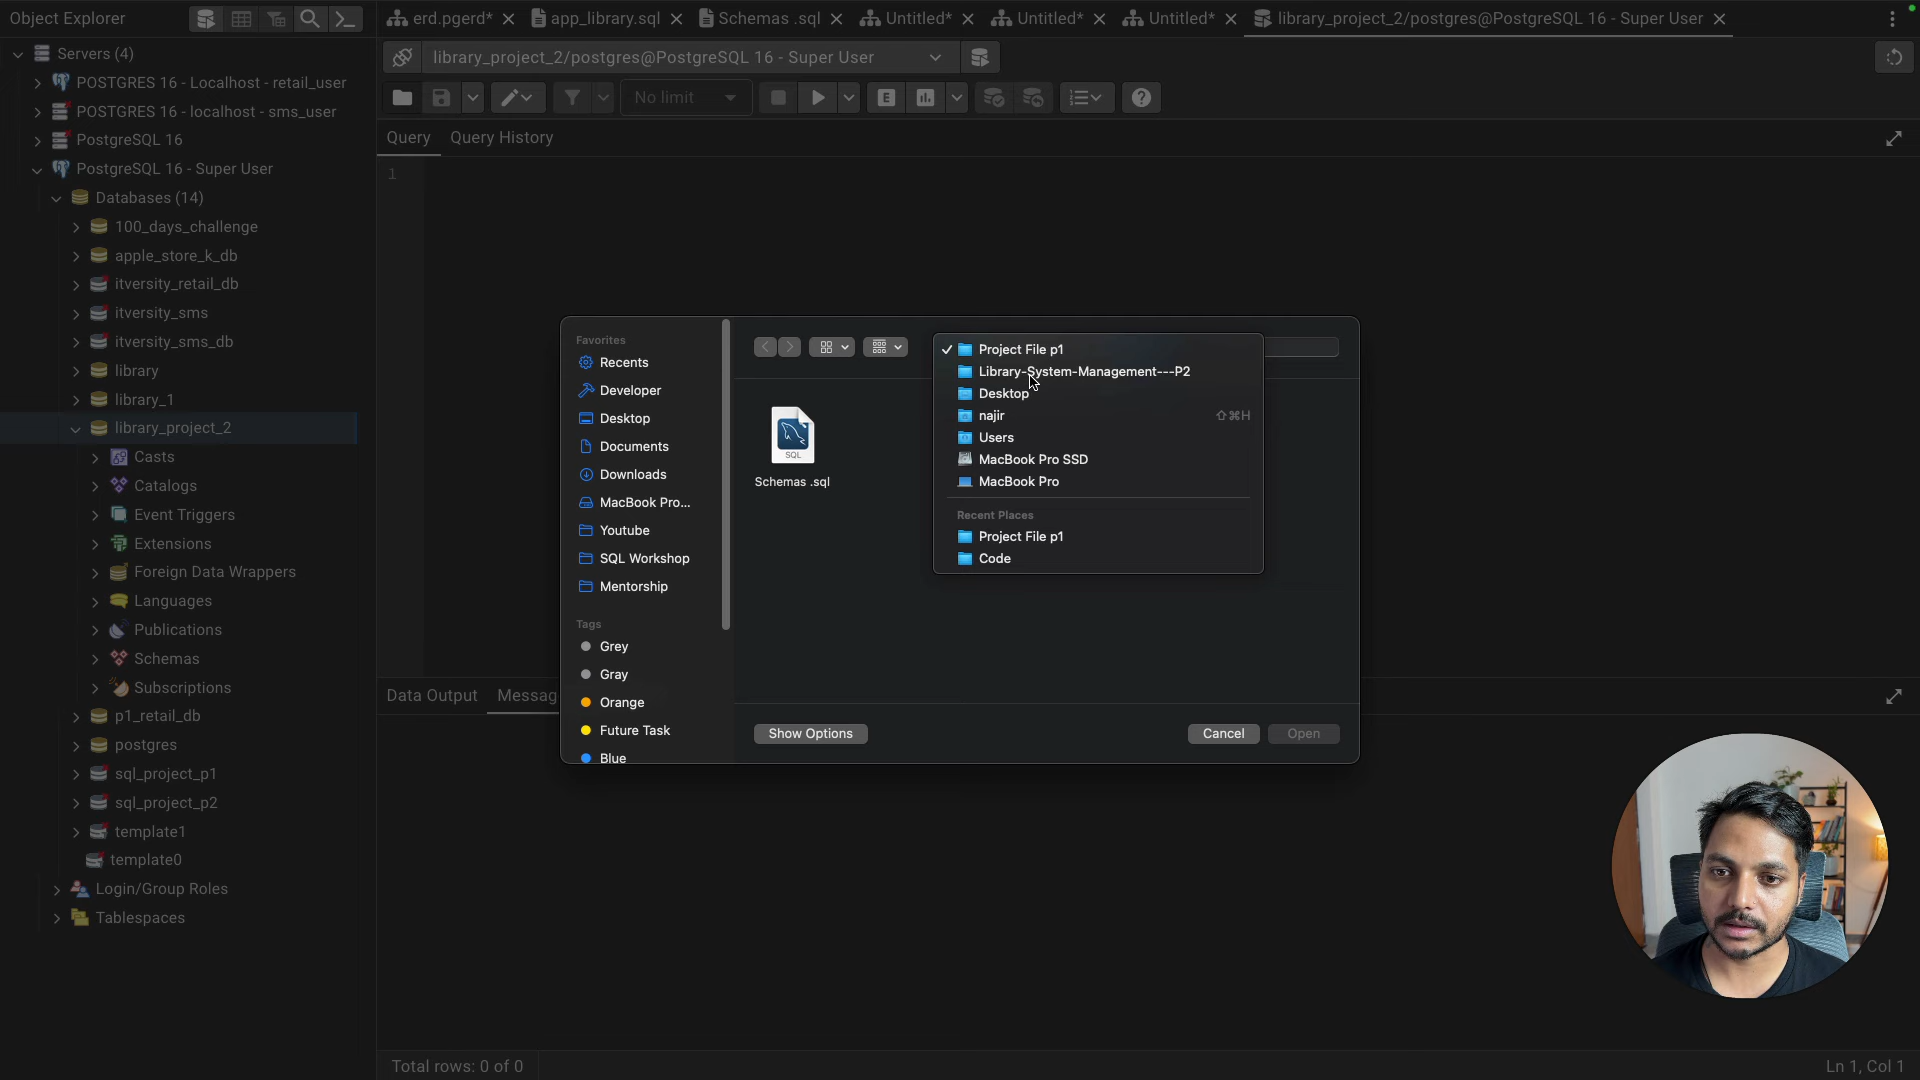 Object Explorer
erd.pgerd*
app_library.sql
Schemas .sql
Untitled*
Untitled*
Untitled*
library_project_2/postgres@PostgreSQL 16 - Super User
Servers (4)
POSTGRES 16 - Localhost - retail_user
POSTGRES 16 - localhost - sms_user
PostgreSQL 16
PostgreSQL 16 - Super User
Databases (14)
100_days_challenge
apple_store_k_db
itversity_retail_db
itversity_sms
itversity_sms_db
library
library_1
library_project_2
Casts
Catalogs
Event Triggers
Extensions
Foreign Data Wrappers
Languages
Publications
Schemas
Subscriptions
p1_retail_db
postgres
sql_project_p1
sql_project_p2
template1
template0
Login/Group Roles
Tablespaces
library_project_2/postgres@PostgreSQL 16 - Super User
No limit
E
Query
Query History
1
Favorites
Recents
Developer
Desktop
Documents
Downloads
MacBook Pro...
Youtube
SQL Workshop
Mentorship
Tags
Grey
Gray
Orange
Future Task
Blue
SQL
Schemas .sql
Project File p1
Library-System-Management---P2
Desktop
najir
⇧⌘H
Users
MacBook Pro SSD
MacBook Pro
Recent Places
Project File p1
Code
Show Options
Cancel
Open
Data Output
Messag
Total rows: 0 of 0
Ln 1, Col 1